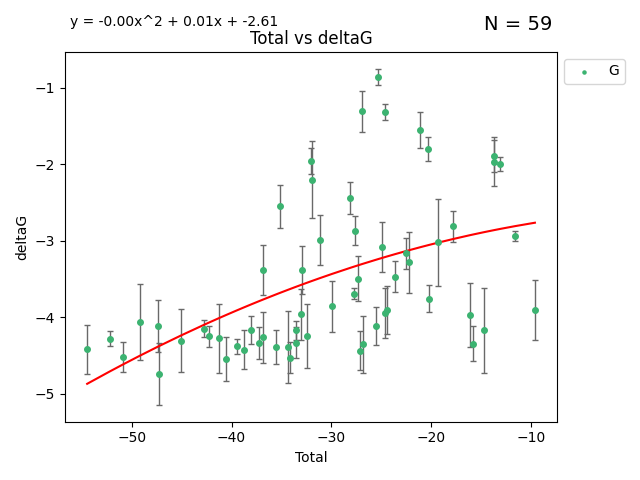 y = -0.00x^2 + 0.01x + -2.61
N = 59
Total vs deltaG
G
deltaG
−1
−2
−3
−4
−5
−50
−40
−30
−20
−10
Total